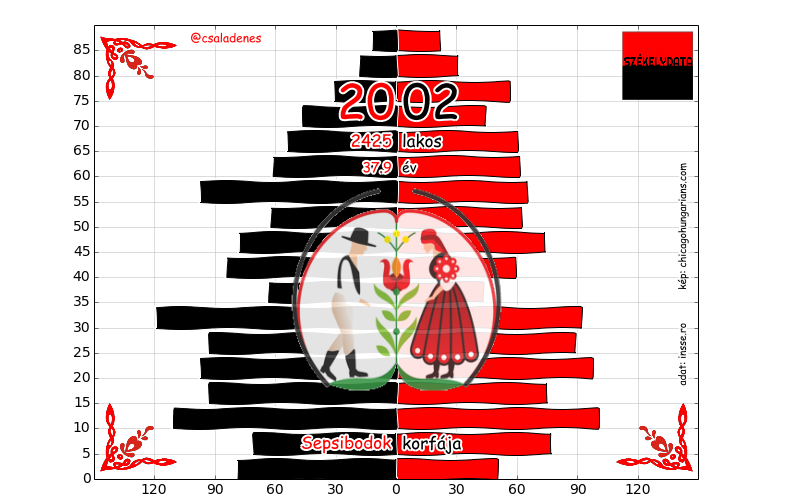 @csaladenes
SZÉKELYDATA
2002
2425 lakos
37.9 év
kép: chicagohungarians.com
adat: insse.ro
Sepsibodok korfája
85
80
75
70
65
60
55
50
45
40
35
30
25
20
15
10
5
0
120 90 60 30 0 30 60 90 120